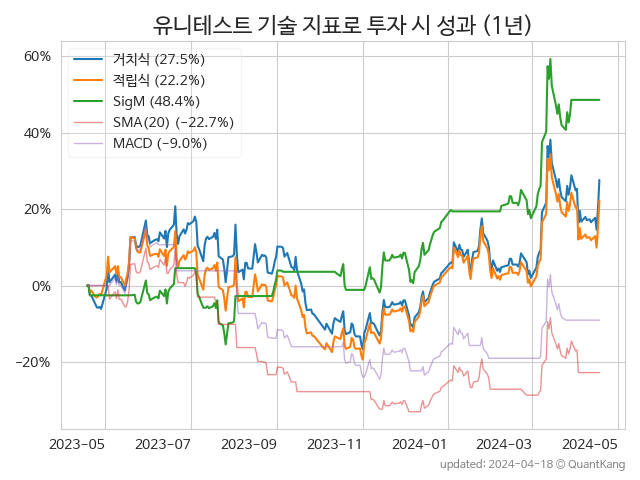 유니테스트 기술 지표로 투자 시 성과 (1년)
60%
40%
20%
0%
−20%
거치식 (27.5%)
적립식 (22.2%)
SigM (48.4%)
SMA(20) (−22.7%)
MACD (−9.0%)
2023-05 2023-07 2023-09 2023-11 2024-01 2024-03 2024-05
updated: 2024-04-18 @ QuantKang